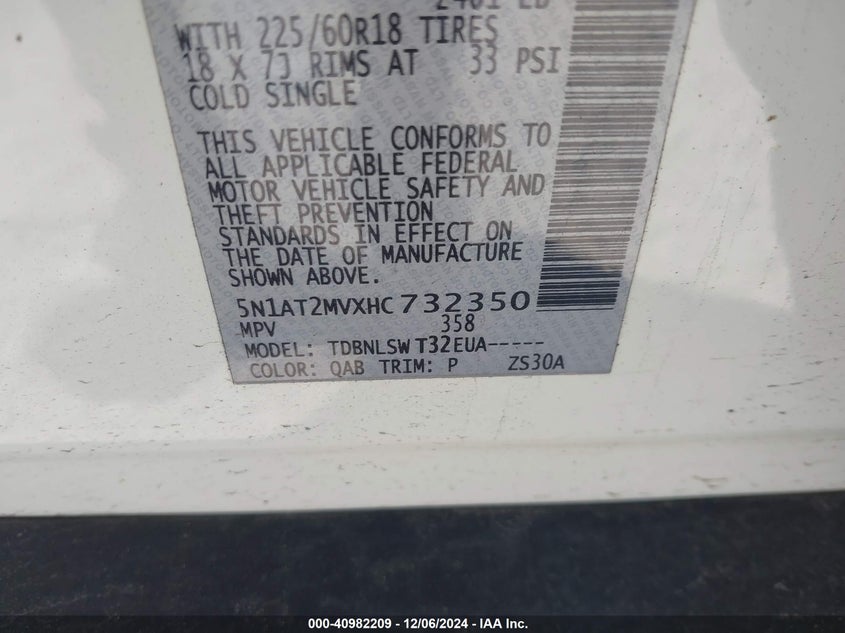 WITH 225/60R18 TIRES
18 X 7J RIMS AT 33 PSI
COLD SINGLE
THIS VEHICLE CONFORMS TO
ALL APPLICABLE FEDERAL
MOTOR VEHICLE SAFETY AND
THEFT PREVENTION
STANDARDS IN EFFECT ON
THE DATE OF MANUFACTURE
SHOWN ABOVE.
5N1AT2MVXHC732350
MPV 358
MODEL: TDBNLSW T32EUA-----
COLOR: QAB TRIM: P ZS30A
000-40982209 - 12/06/2024 - IAA Inc.